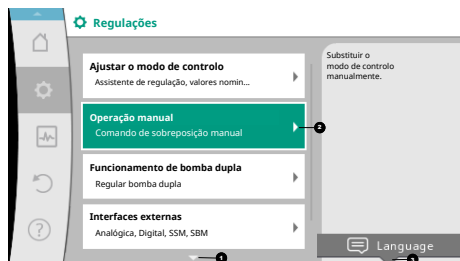 Regulações
Ajustar o modo de controlo
Assistente de regulação, valores nomin...
Operação manual
Comando de sobreposição manual
Funcionamento de bomba dupla
Regular bomba dupla
Interfaces externas
Analógica, Digital, SSM, SBM
Substituir o
modo de controlo
manualmente.
2
?
1
Language
3